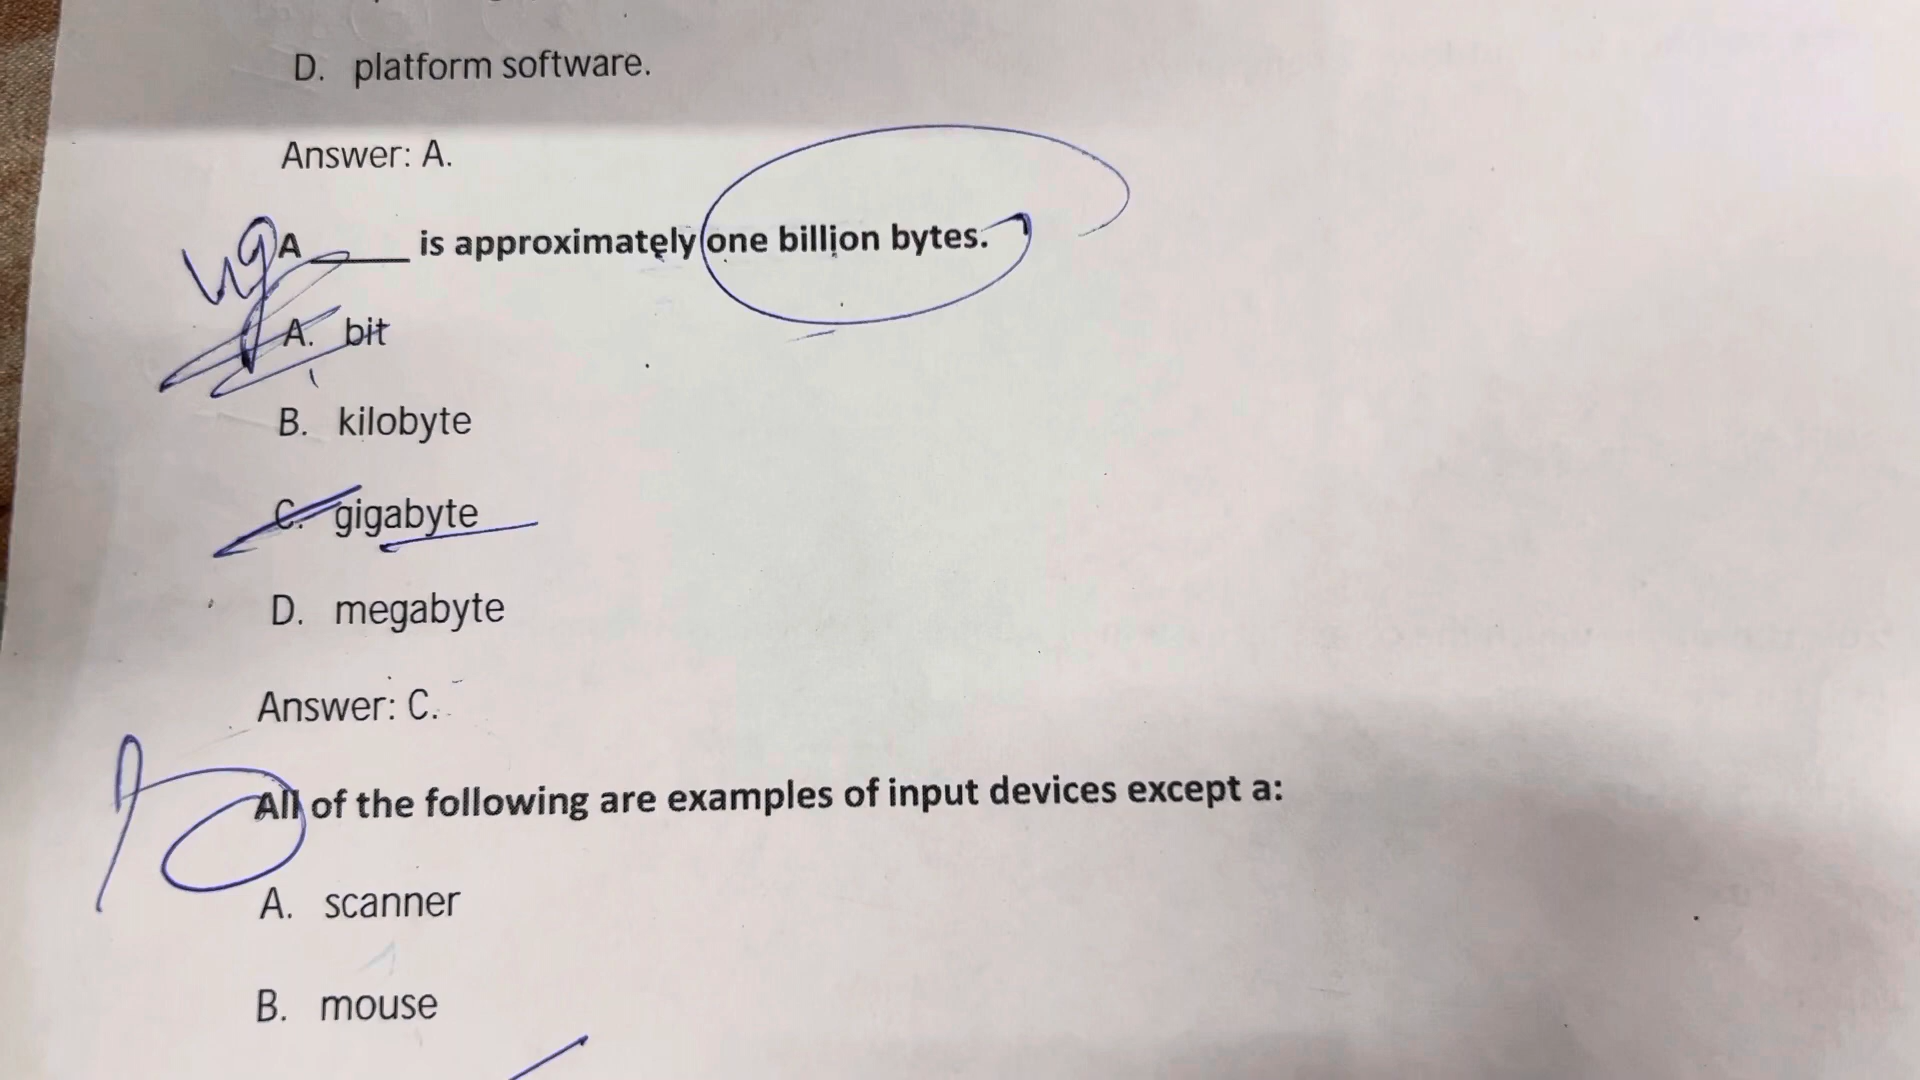 D. platform software.
Answer: A.
A _____ is approximately one billion bytes.
A. bit
B. kilobyte
C. gigabyte
D. megabyte
Answer: C.
All of the following are examples of input devices except a:
A. scanner
B. mouse